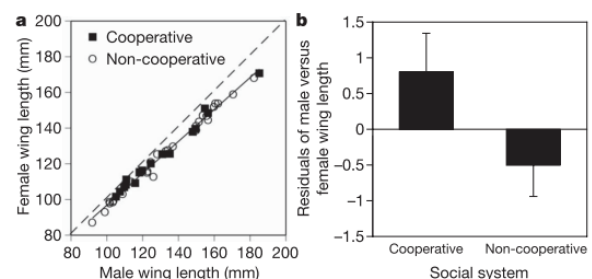 a
200
180
160
140
120
100
80
Female wing length (mm)
Cooperative
Non-cooperative
80 100 120 140 160 180 200
Male wing length (mm)
b
1.5
1
0.5
0
−0.5
−1
−1.5
Residuals of male versus
female wing length
Cooperative Non-cooperative
Social system